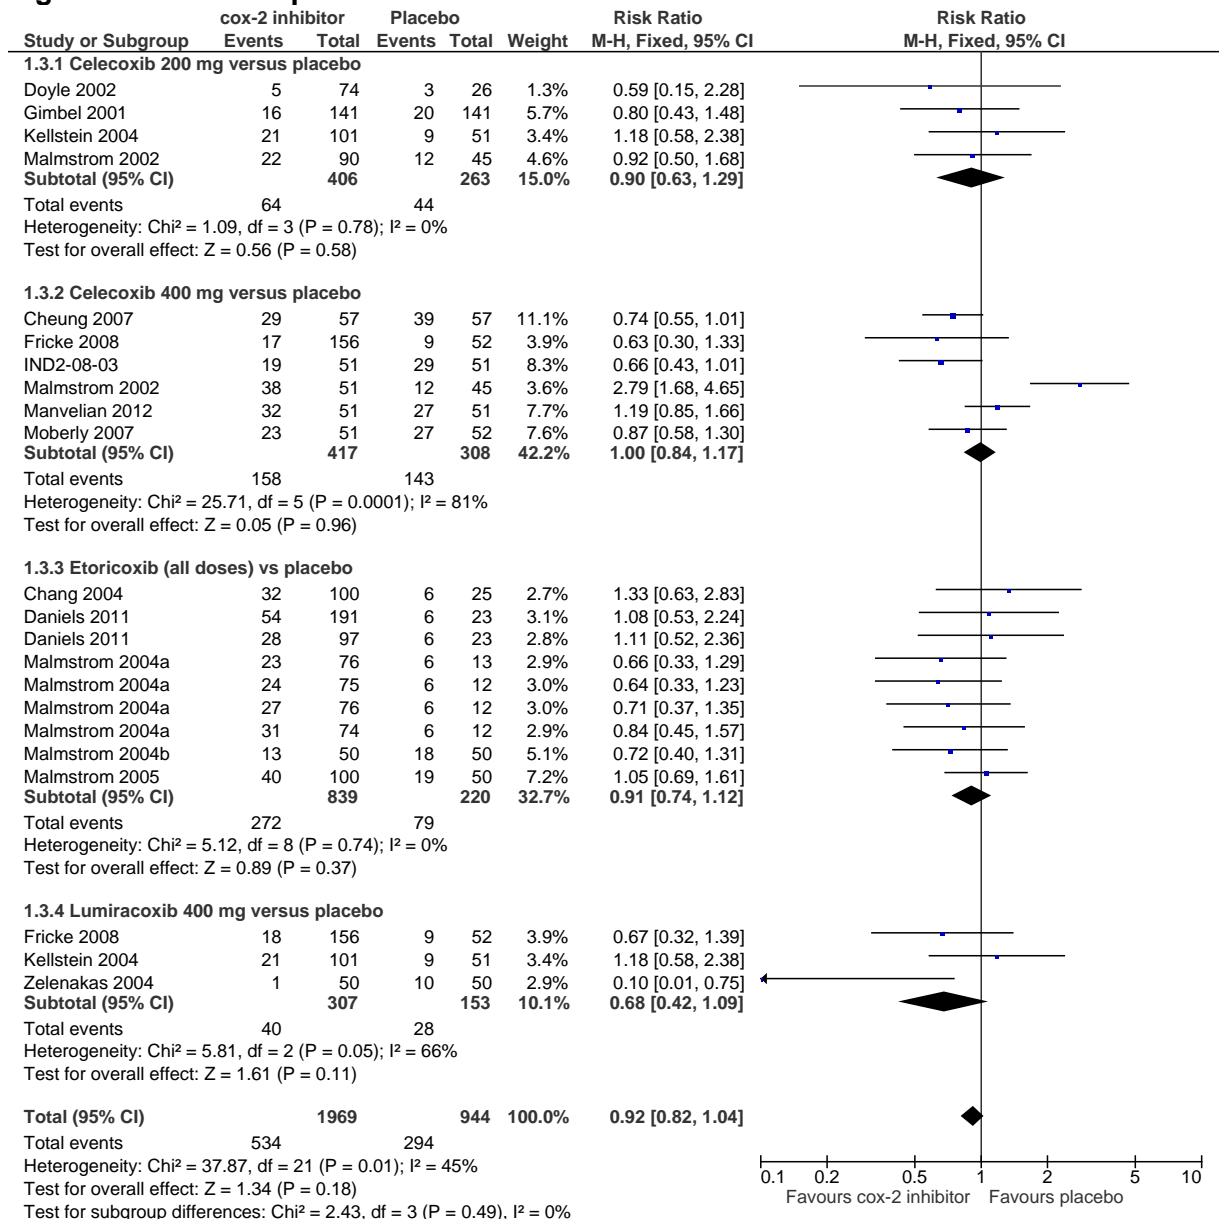 cox-2 inhibitor Placebo Risk Ratio Risk Ratio
Study or Subgroup Events Total Events Total Weight M-H, Fixed, 95% CI M-H, Fixed, 95% CI
1.3.1 Celecoxib 200 mg versus placebo
Doyle 2002 5 74 3 26 1.3% 0.59 [0.15, 2.28]
Gimbel 2001 16 141 20 141 5.7% 0.80 [0.43, 1.48]
Kellstein 2004 21 101 9 51 3.4% 1.18 [0.58, 2.38]
Malmstrom 2002 22 90 12 45 4.6% 0.92 [0.50, 1.68]
Subtotal (95% CI) 406 263 15.0% 0.90 [0.63, 1.29]
Total events 64 44
Heterogeneity: Chi² = 1.09, df = 3 (P = 0.78); I² = 0%
Test for overall effect: Z = 0.56 (P = 0.58)
1.3.2 Celecoxib 400 mg versus placebo
Cheung 2007 29 57 39 57 11.1% 0.74 [0.55, 1.01]
Fricke 2008 17 156 9 52 3.9% 0.63 [0.30, 1.33]
IND2-08-03 19 51 29 51 8.3% 0.66 [0.43, 1.01]
Malmstrom 2002 38 51 12 45 3.6% 2.79 [1.68, 4.65]
Manvelian 2012 32 51 27 51 7.7% 1.19 [0.85, 1.66]
Moberly 2007 23 51 27 52 7.6% 0.87 [0.58, 1.30]
Subtotal (95% CI) 417 308 42.2% 1.00 [0.84, 1.17]
Total events 158 143
Heterogeneity: Chi² = 25.71, df = 5 (P = 0.0001); I² = 81%
Test for overall effect: Z = 0.05 (P = 0.96)
1.3.3 Etoricoxib (all doses) vs placebo
Chang 2004 32 100 6 25 2.7% 1.33 [0.63, 2.83]
Daniels 2011 54 191 6 23 3.1% 1.08 [0.53, 2.24]
Daniels 2011 28 97 6 23 2.8% 1.11 [0.52, 2.36]
Malmstrom 2004a 23 76 6 13 2.9% 0.66 [0.33, 1.29]
Malmstrom 2004a 24 75 6 12 3.0% 0.64 [0.33, 1.23]
Malmstrom 2004a 27 76 6 12 3.0% 0.71 [0.37, 1.35]
Malmstrom 2004a 31 74 6 12 2.9% 0.84 [0.45, 1.57]
Malmstrom 2004b 13 50 18 50 5.1% 0.72 [0.40, 1.31]
Malmstrom 2005 40 100 19 50 7.2% 1.05 [0.69, 1.61]
Subtotal (95% CI) 839 220 32.7% 0.91 [0.74, 1.12]
Total events 272 79
Heterogeneity: Chi² = 5.12, df = 8 (P = 0.74); I² = 0%
Test for overall effect: Z = 0.89 (P = 0.37)
1.3.4 Lumiracoxib 400 mg versus placebo
Fricke 2008 18 156 9 52 3.9% 0.67 [0.32, 1.39]
Kellstein 2004 21 101 9 51 3.4% 1.18 [0.58, 2.38]
Zelenakas 2004 1 50 10 50 2.9% 0.10 [0.01, 0.75]
Subtotal (95% CI) 307 153 10.1% 0.68 [0.42, 1.09]
Total events 40 28
Heterogeneity: Chi² = 5.81, df = 2 (P = 0.05); I² = 66%
Test for overall effect: Z = 1.61 (P = 0.11)
Total (95% CI) 1969 944 100.0% 0.92 [0.82, 1.04]
Total events 534 294
Heterogeneity: Chi² = 37.87, df = 21 (P = 0.01); I² = 45%
Test for overall effect: Z = 1.34 (P = 0.18)
Test for subgroup differences: Chi² = 2.43, df = 3 (P = 0.49), I² = 0%
0.1 0.2 0.5 1 2 5 10
Favours cox-2 inhibitor Favours placebo